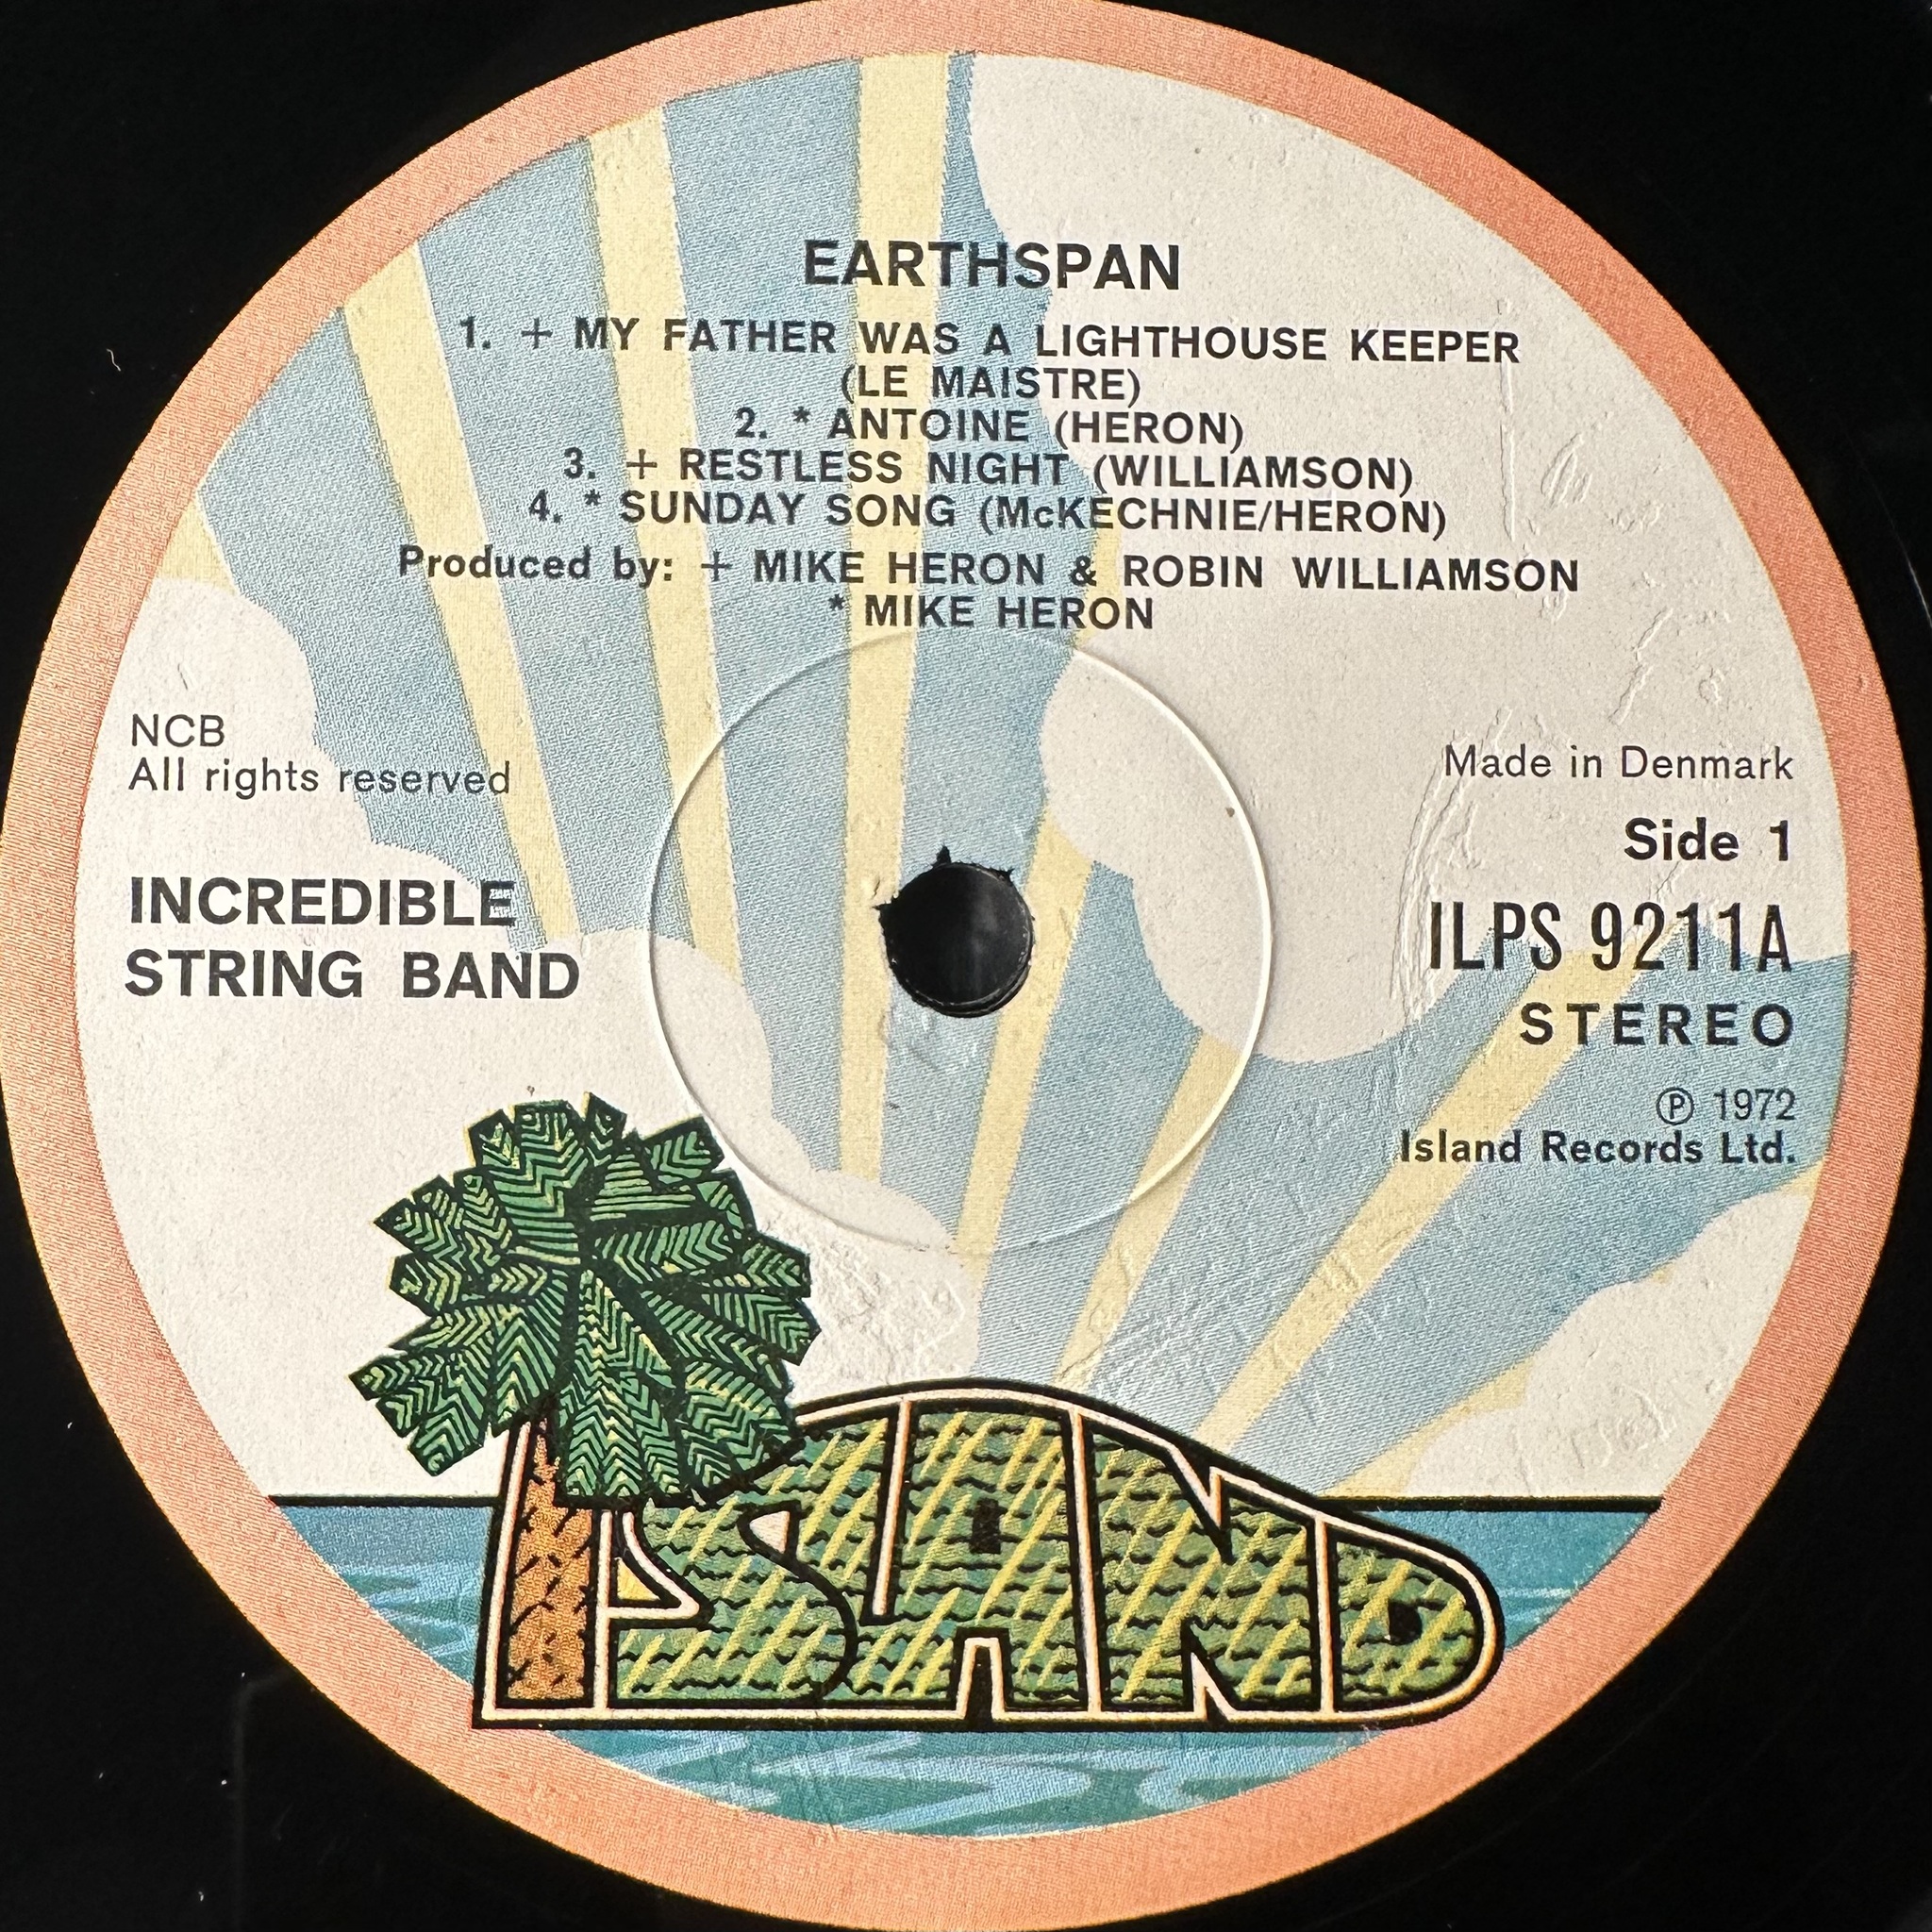 EARTHSPAN
1. + MY FATHER WAS A LIGHTHOUSE KEEPER
(LE MAISTRE)
2. * ANTOINE (HERON)
3. + RESTLESS NIGHT (WILLIAMSON)
4. * SUNDAY SONG (McKECHNIE/HERON)
Produced by: + MIKE HERON & ROBIN WILLIAMSON
* MIKE HERON
NCB
All rights reserved
INCREDIBLE
STRING BAND
Made in Denmark
Side 1
ILPS 9211A
STEREO
℗ 1972
Island Records Ltd.
ISLAND